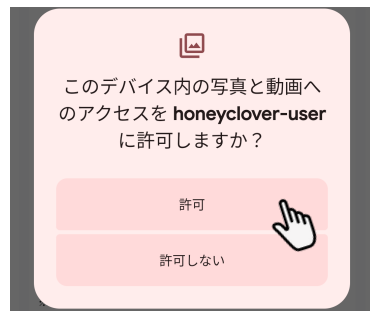 このデバイス内の写真と動画へ
のアクセスを honeyclover-user
に許可しますか？
許可
許可しない